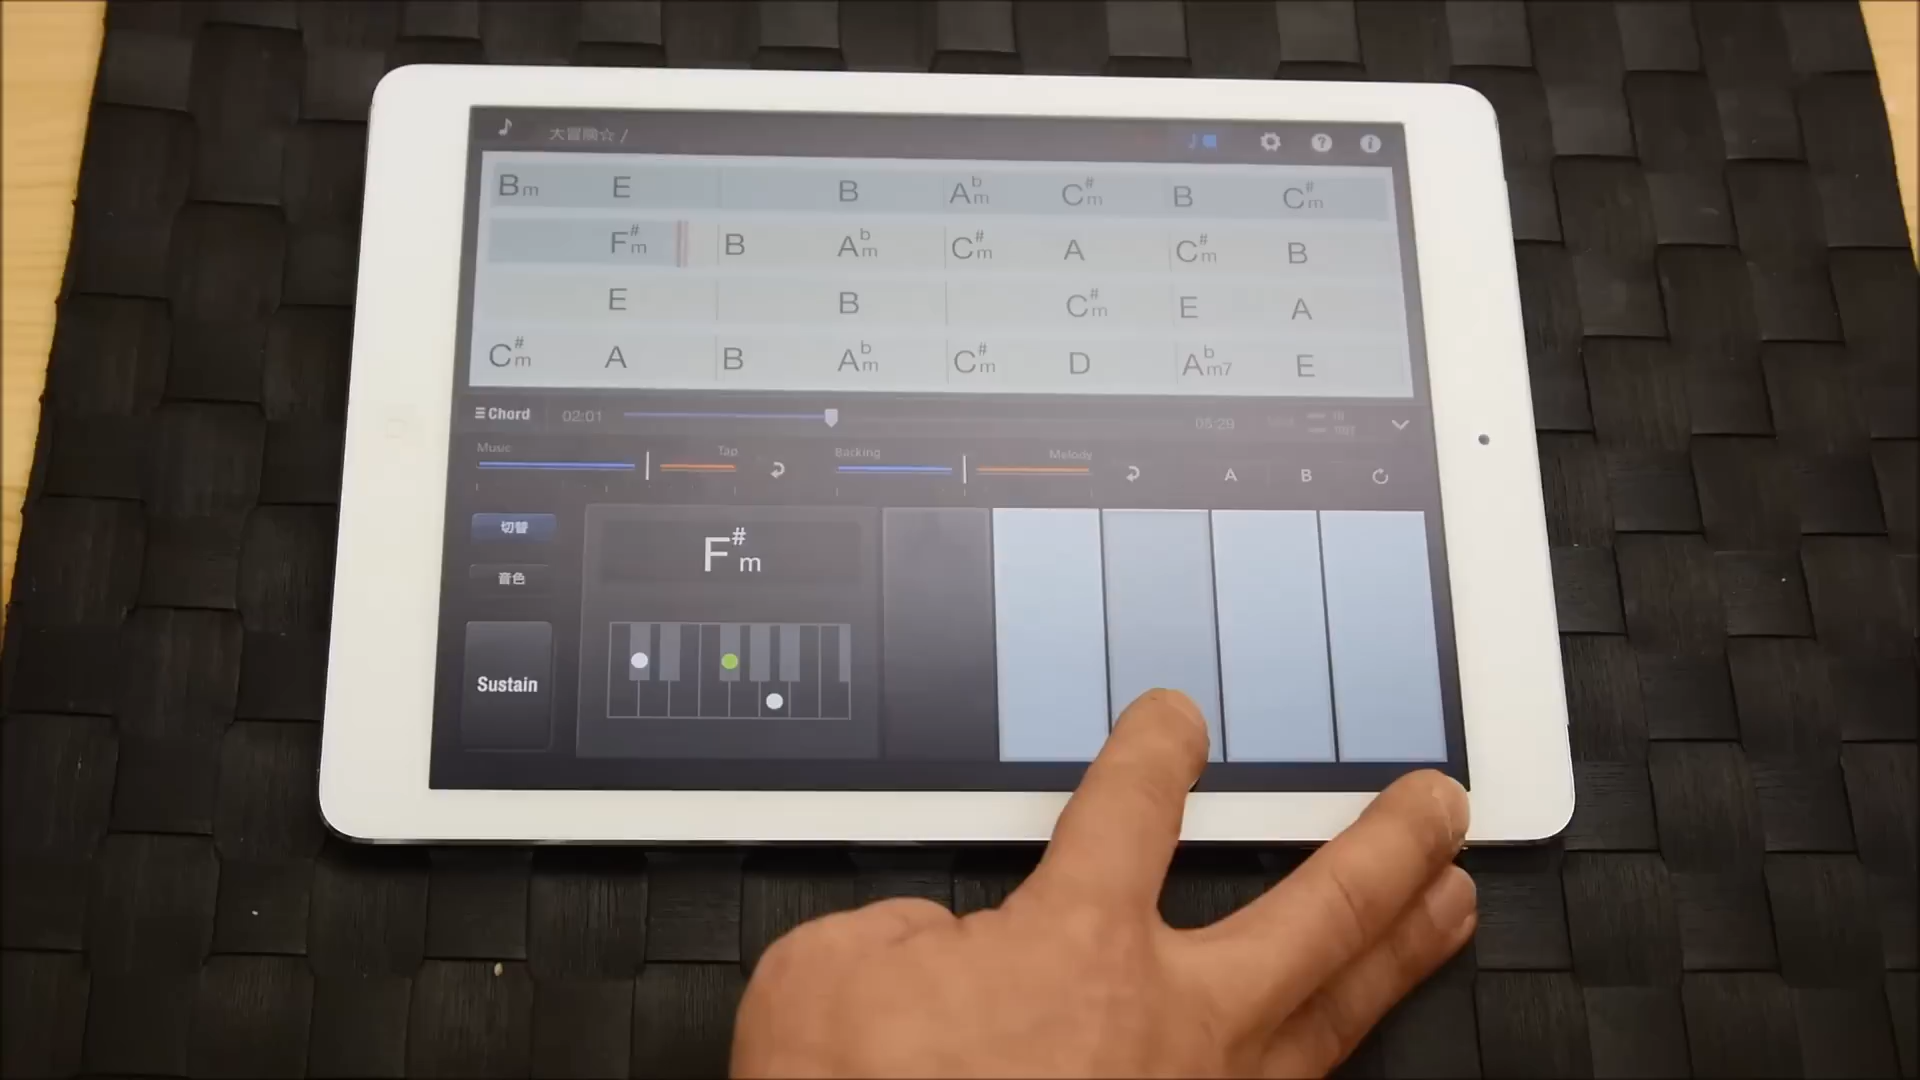 大冒険☆ /
Bm E B A♭m C#m B C#m
F#m B A♭m C#m A C#m B
E B C#m E A
C#m A B A♭m C#m D A♭m7 E
Chord 02:01 05:29
Music Tap Backing Melody A B
切替
F#m
音色
Sustain